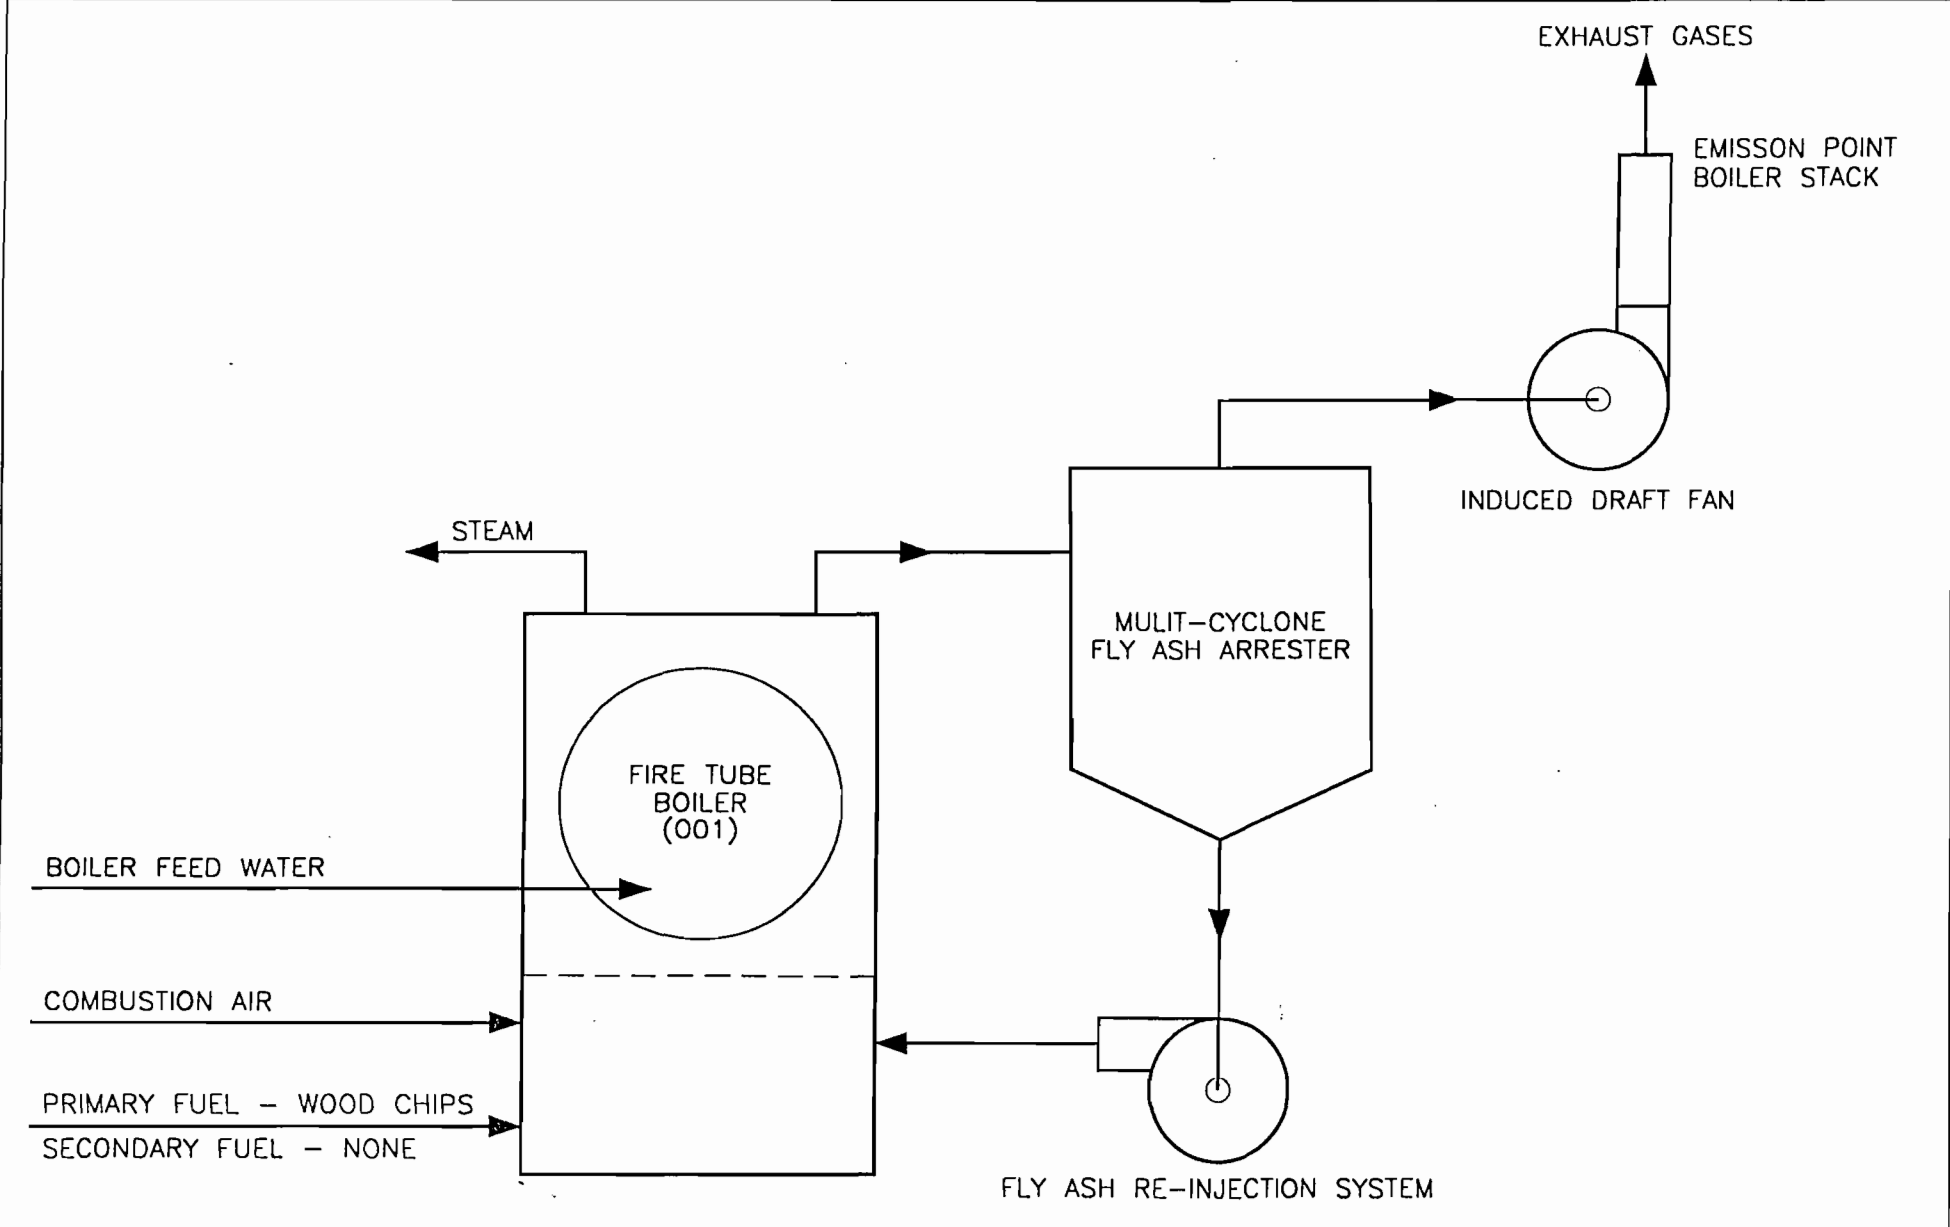 EXHAUST GASES
EMISSON POINT
BOILER STACK
INDUCED DRAFT FAN
STEAM
MULIT-CYCLONE
FLY ASH ARRESTER
FIRE TUBE
BOILER
(001)
BOILER FEED WATER
COMBUSTION AIR
PRIMARY FUEL - WOOD CHIPS
SECONDARY FUEL - NONE
FLY ASH RE-INJECTION SYSTEM